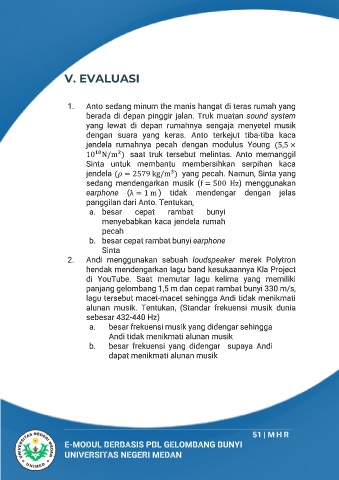 V. EVALUASI
1. Anto sedang minum the manis hangat di teras rumah yang
berada di depan pinggir jalan. Truk muatan sound system
yang lewat di depan rumahnya sengaja menyetel musik
dengan suara yang keras. Anto terkejut tiba-tiba kaca
jendela rumahnya pecah dengan modulus Young (5,5 ×
10¹⁰N/m²) saat truk tersebut melintas. Anto memanggil
Sinta untuk membantu membersihkan serpihan kaca
jendela (ρ = 2579 kg/m³) yang pecah. Namun, Sinta yang
sedang mendengarkan musik (f = 500 Hz) menggunakan
earphone (λ = 1 m) tidak mendengar dengan jelas
panggilan dari Anto. Tentukan,
a. besar cepat rambat bunyi
menyebabkan kaca jendela rumah
pecah
b. besar cepat rambat bunyi earphone
Sinta
2. Andi menggunakan sebuah loudspeaker merek Polytron
hendak mendengarkan lagu band kesukaannya Kla Project
di YouTube. Saat memutar lagu kelima yang memiliki
panjang gelombang 1,5 m dan cepat rambat bunyi 330 m/s,
lagu tersebut macet-macet sehingga Andi tidak menikmati
alunan musik. Tentukan, (Standar frekuensi musik dunia
sebesar 432-440 Hz)
a. besar frekuensi musik yang didengar sehingga
Andi tidak menikmati alunan musik
b. besar frekuensi yang didengar supaya Andi
dapat menikmati alunan musik
51 | M H R
E-MODUL BERBASIS PBL GELOMBANG BUNYI
UNIVERSITAS NEGERI MEDAN
UNIVERSITAS NEGERI MEDAN
UNIMED